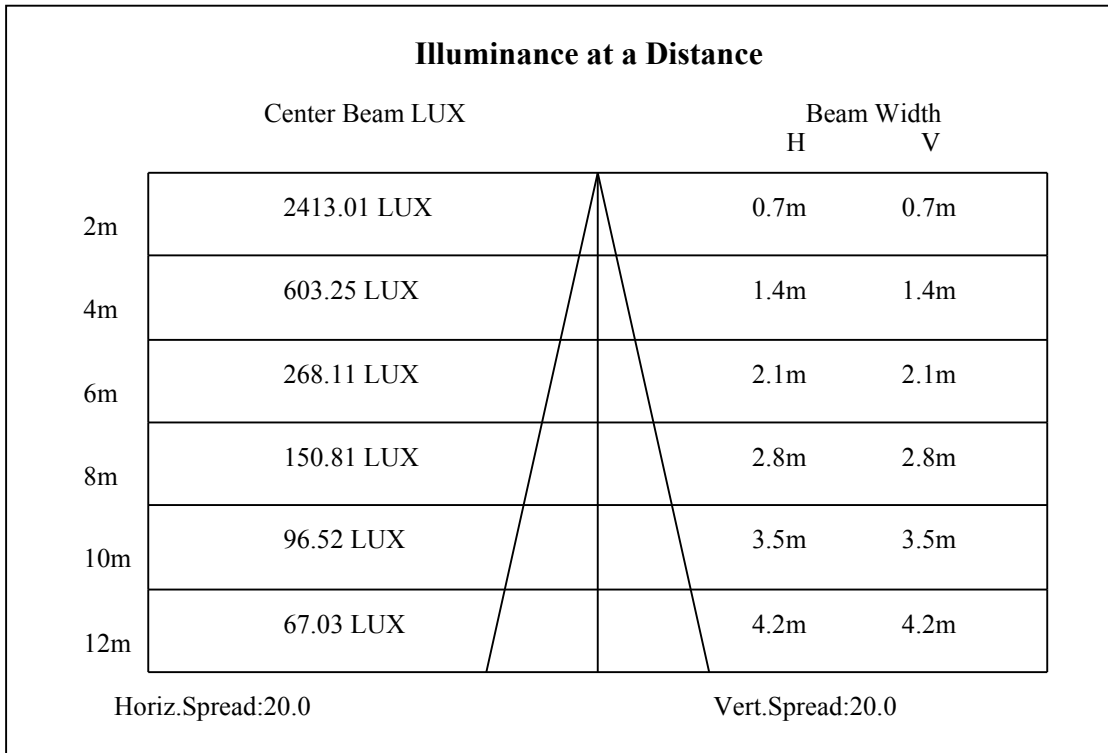 Illuminance at a Distance
Center Beam LUX Beam Width
H V
2m 2413.01 LUX 0.7m 0.7m
4m 603.25 LUX 1.4m 1.4m
6m 268.11 LUX 2.1m 2.1m
8m 150.81 LUX 2.8m 2.8m
10m 96.52 LUX 3.5m 3.5m
12m 67.03 LUX 4.2m 4.2m
Horiz.Spread:20.0 Vert.Spread:20.0